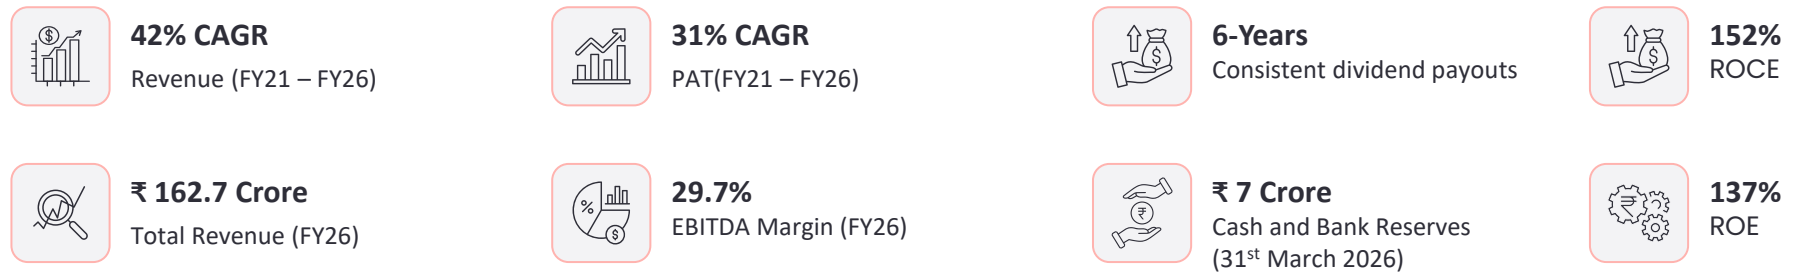 42% CAGR
Revenue (FY21 – FY26)
31% CAGR
PAT(FY21 – FY26)
6-Years
Consistent dividend payouts
152%
ROCE
₹ 162.7 Crore
Total Revenue (FY26)
29.7%
EBITDA Margin (FY26)
₹ 7 Crore
Cash and Bank Reserves
(31st March 2026)
137%
ROE